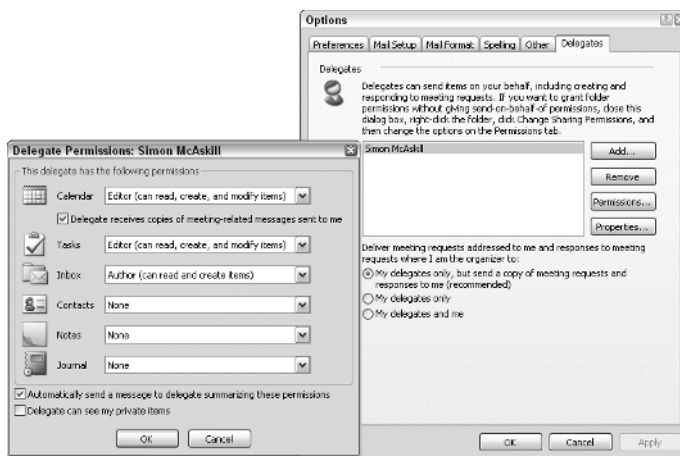 Options
Preferences Mail Setup Mail Format Spelling Other Delegates
Delegates
Delegates can send items on your behalf, including creating and
responding to meeting requests. If you want to grant folder
permissions without giving send-on-behalf-of permissions, close this
dialog box, right-click the folder, click Change Sharing Permissions, and
then change the options on the Permissions tab.
Simon McAskill
Add...
Remove
Permissions...
Properties...
Deliver meeting requests addressed to me and responses to meeting
requests where I am the organizer to:
My delegates only, but send a copy of meeting requests and
responses to me (recommended)
My delegates only
My delegates and me
OK Cancel Apply
Delegate Permissions: Simon McAskill
This delegate has the following permissions
Calendar Editor (can read, create, and modify items)
Delegate receives copies of meeting-related messages sent to me
Tasks Editor (can read, create, and modify items)
Inbox Author (can read and create items)
Contacts None
Notes None
Journal None
Automatically send a message to delegate summarizing these permissions
Delegate can see my private items
OK Cancel